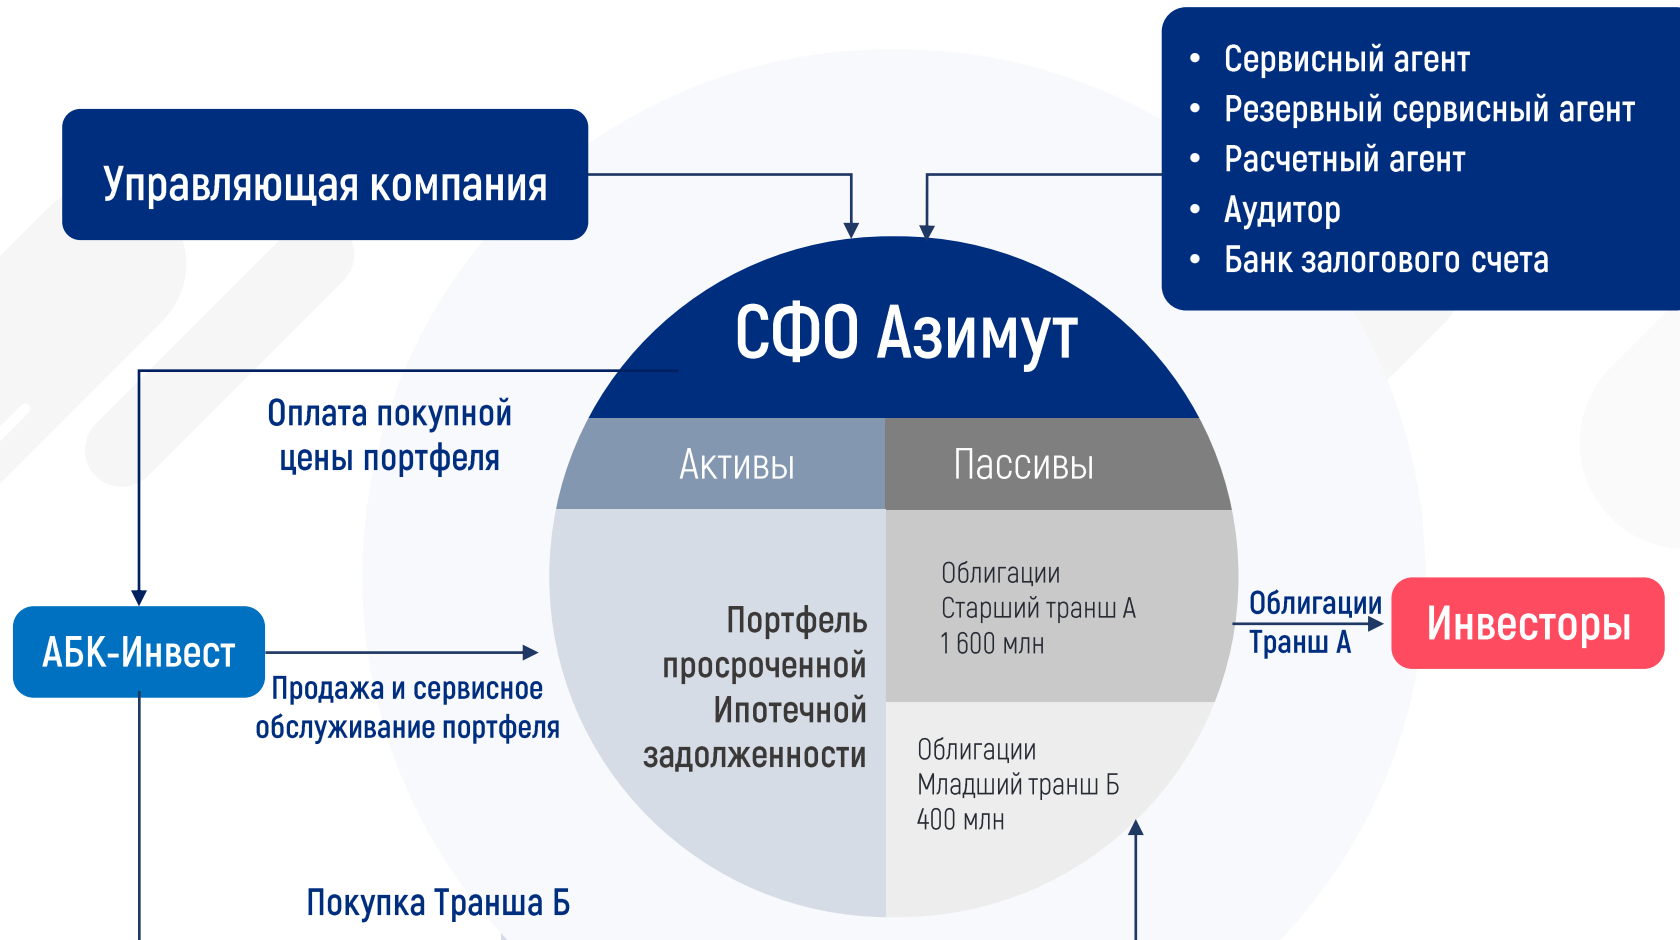 Управляющая компания
• Сервисный агент
• Резервный сервисный агент
• Расчетный агент
• Аудитор
• Банк залогового счета
СФО Азимут
Оплата покупной
цены портфеля
Активы
Пассивы
Облигации
Старший транш А
1 600 млн
Облигации
Транш А
Инвесторы
АБК-Инвест
Продажа и сервисное
обслуживание портфеля
Портфель
просроченной
Ипотечной
задолженности
Облигации
Младший транш Б
400 млн
Покупка Транша Б